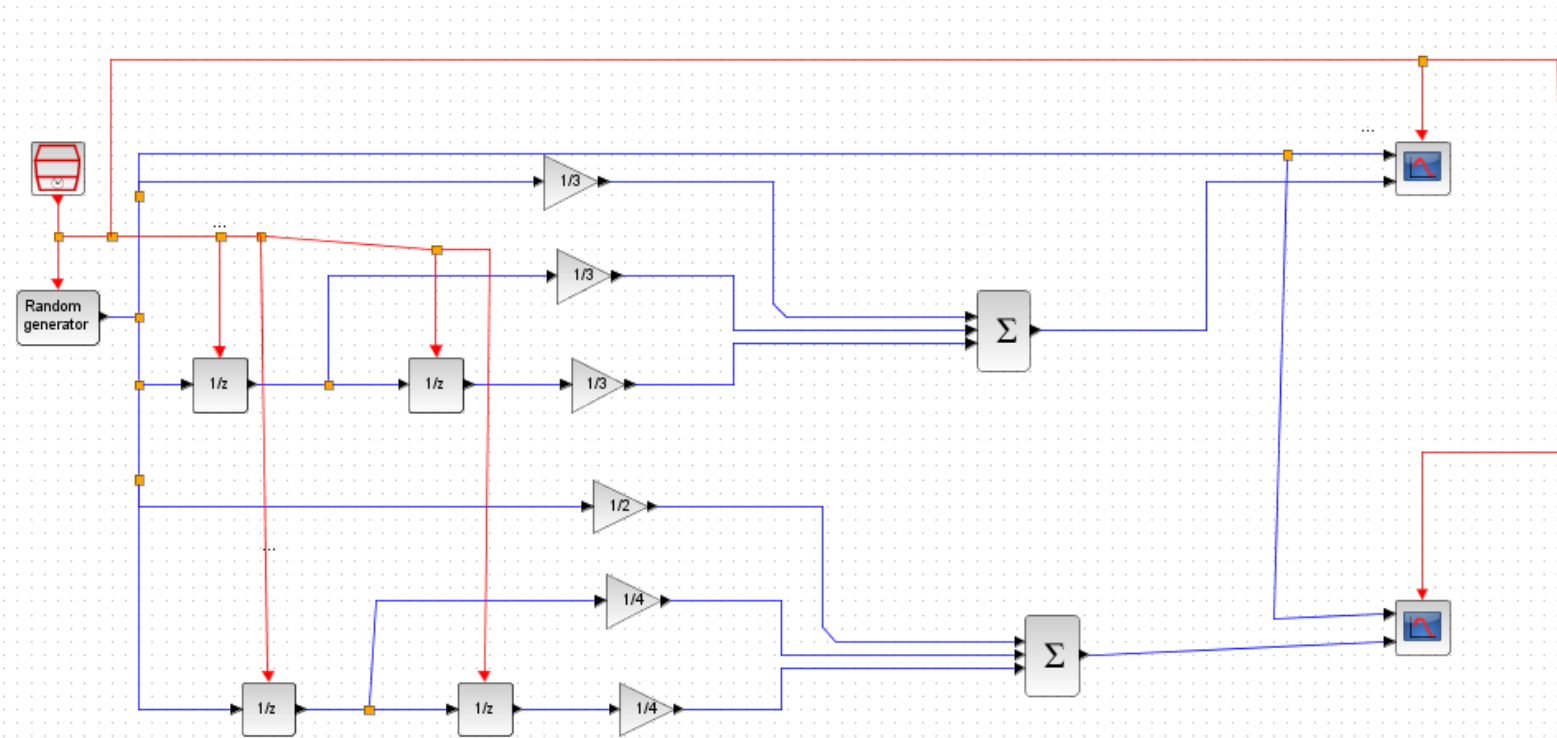 ...
1/3
...
Random
generator
1/3
Σ
1/z
1/z
1/3
1/2
...
1/4
Σ
1/z
1/z
1/4